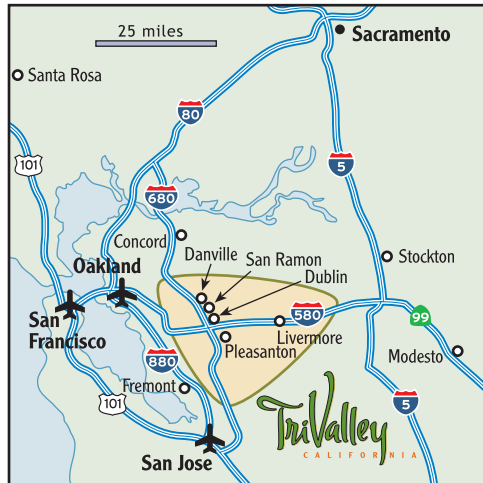 25 miles
Sacramento
Santa Rosa
80
101
5
680
Concord
Danville
San Ramon
Stockton
Oakland
Dublin
San
Francisco
580
99
Livermore
Pleasanton
Modesto
880
Fremont
101
5
TriValley
CALIFORNIA
San Jose